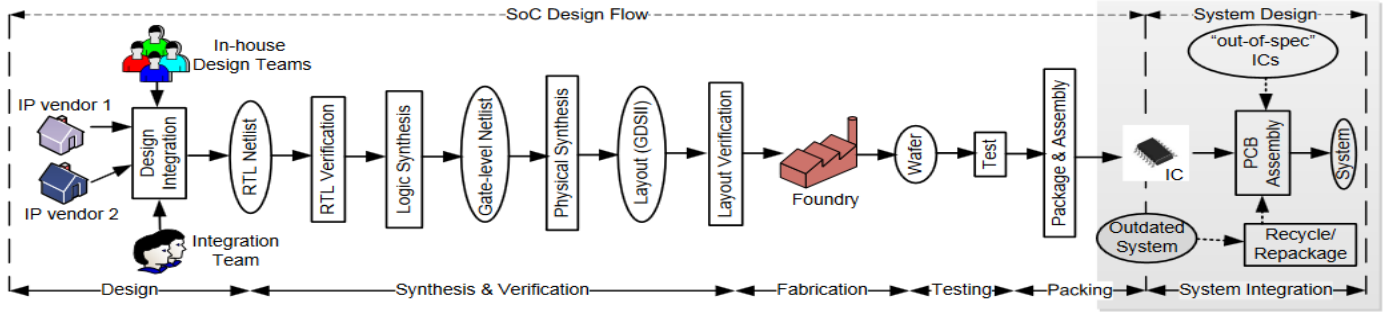 SoC Design Flow
System Design
In-house
Design Teams
IP vendor 1
IP vendor 2
Design
Integration
Integration
Team
RTL Netlist
RTL Verification
Logic Synthesis
Gate-level Netlist
Physical Synthesis
Layout (GDSII)
Layout Verification
Foundry
Wafer
Test
Package & Assembly
IC
"out-of-spec"
ICs
PCB
Assembly
System
Outdated
System
Recycle/
Repackage
Design
Synthesis & Verification
Fabrication
Testing
Packing
System Integration